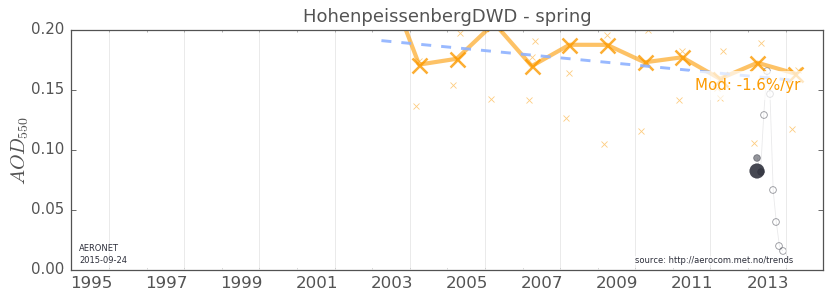 HohenpeissenbergDWD - spring
0.20
0.15
0.10
0.05
0.00
AOD550
Mod: -1.6%/yr
AERONET
2015-09-24
source: http://aerocom.met.no/trends
1995 1997 1999 2001 2003 2005 2007 2009 2011 2013